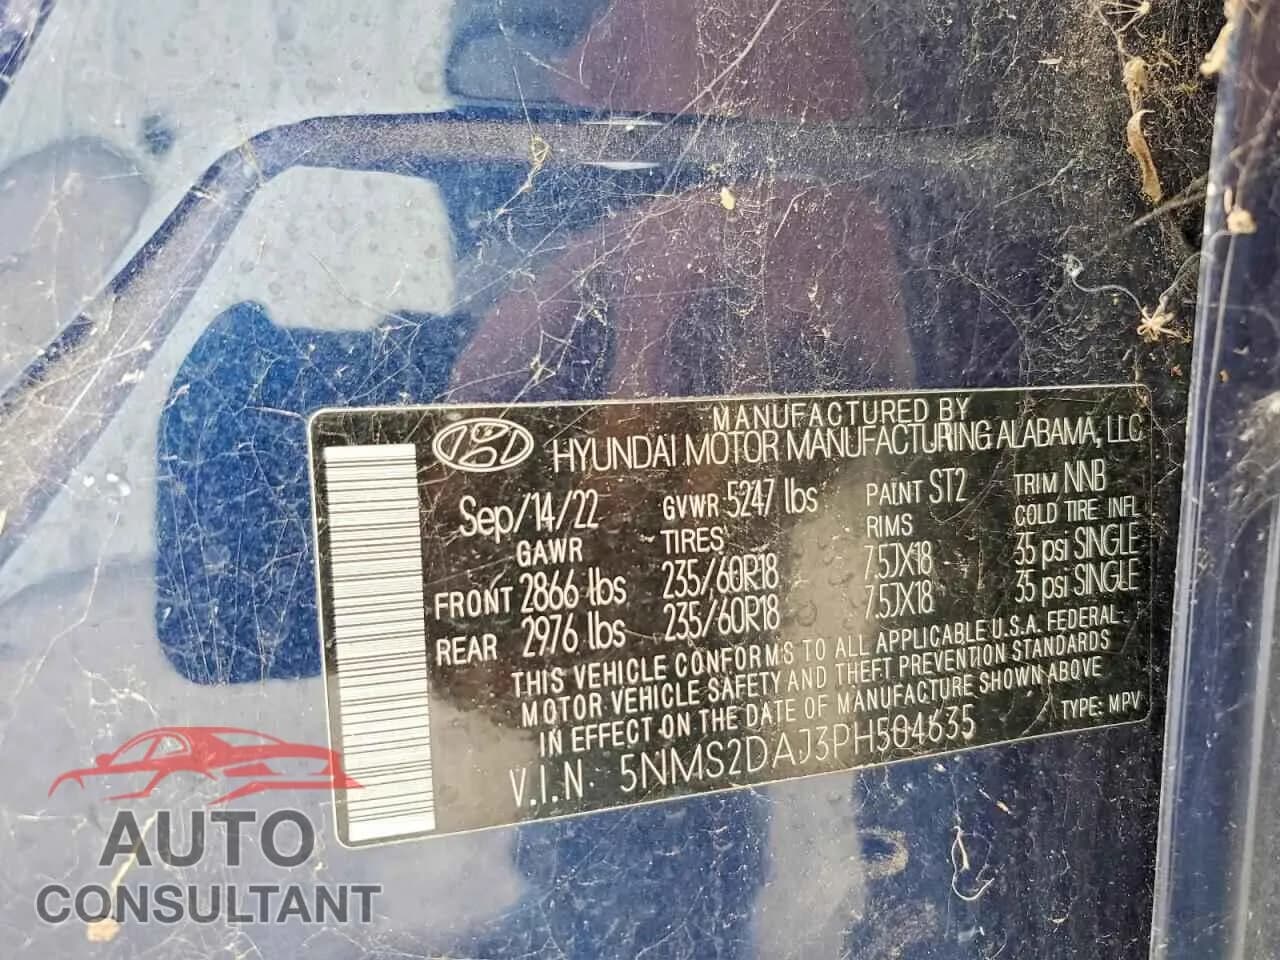 MANUFACTURED BY
HYUNDAI MOTOR MANUFACTURING ALABAMA, LLC
Sep/14/22 GVWR 5247 lbs PAINT ST2 TRIM NNB
GAWR TIRES RIMS COLD TIRE INFL
FRONT 2866 lbs 235/60R18 7.5JX18 35 psi SINGLE
REAR 2976 lbs 235/60R18 7.5JX18 35 psi SINGLE
THIS VEHICLE CONFORMS TO ALL APPLICABLE U.S.A. FEDERAL
MOTOR VEHICLE SAFETY AND THEFT PREVENTION STANDARDS
IN EFFECT ON THE DATE OF MANUFACTURE SHOWN ABOVE
V.I.N. 5NMS2DAJ3PH504635 TYPE: MPV
AUTO
CONSULTANT